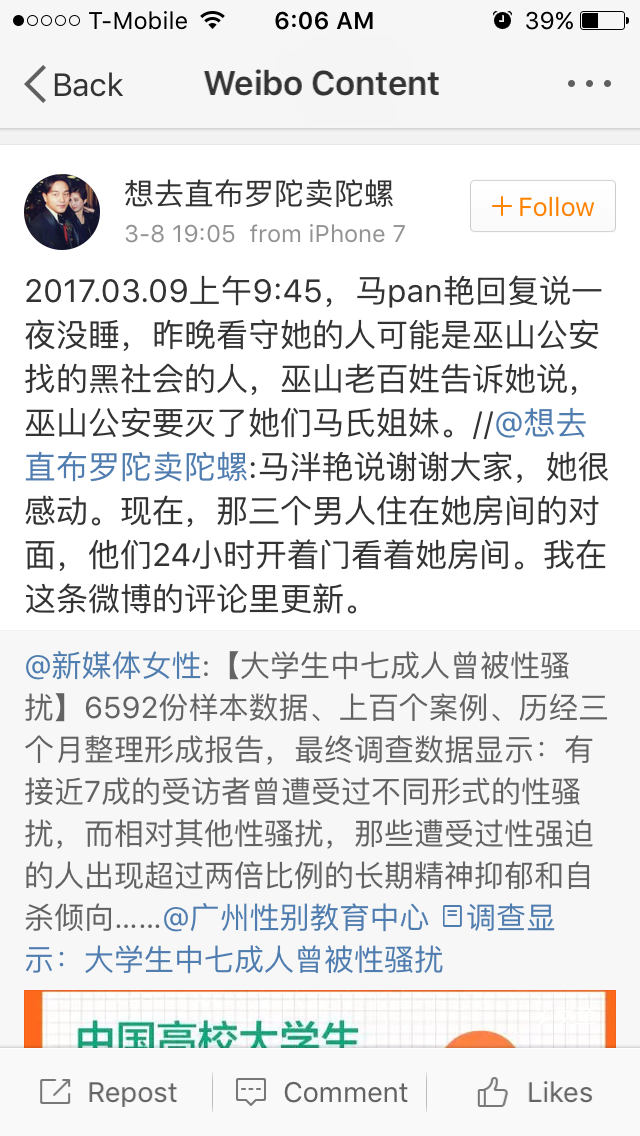 T-Mobile 6:06 AM 39%
Back Weibo Content
想去直布罗陀卖陀螺
+ Follow
3-8 19:05 from iPhone 7
2017.03.09上午9:45，马pan艳回复说一
夜没睡，昨晚看守她的人可能是巫山公安
找的黑社会的人，巫山老百姓告诉她说，
巫山公安要灭了她们马氏姐妹。//@想去
直布罗陀卖陀螺:马泮艳说谢谢大家，她很
感动。现在，那三个男人住在她房间的对
面，他们24小时开着门看着她房间。我在
这条微博的评论里更新。
@新媒体女性:【大学生中七成人曾被性骚
扰】6592份样本数据、上百个案例、历经三
个月整理形成报告，最终调查数据显示：有
接近7成的受访者曾遭受过不同形式的性骚
扰，而相对其他性骚扰，那些遭受过性强迫
的人出现超过两倍比例的长期精神抑郁和自
杀倾向......@广州性别教育中心 调查显
示：大学生中七成人曾被性骚扰
中国高校大学生
Repost Comment Likes